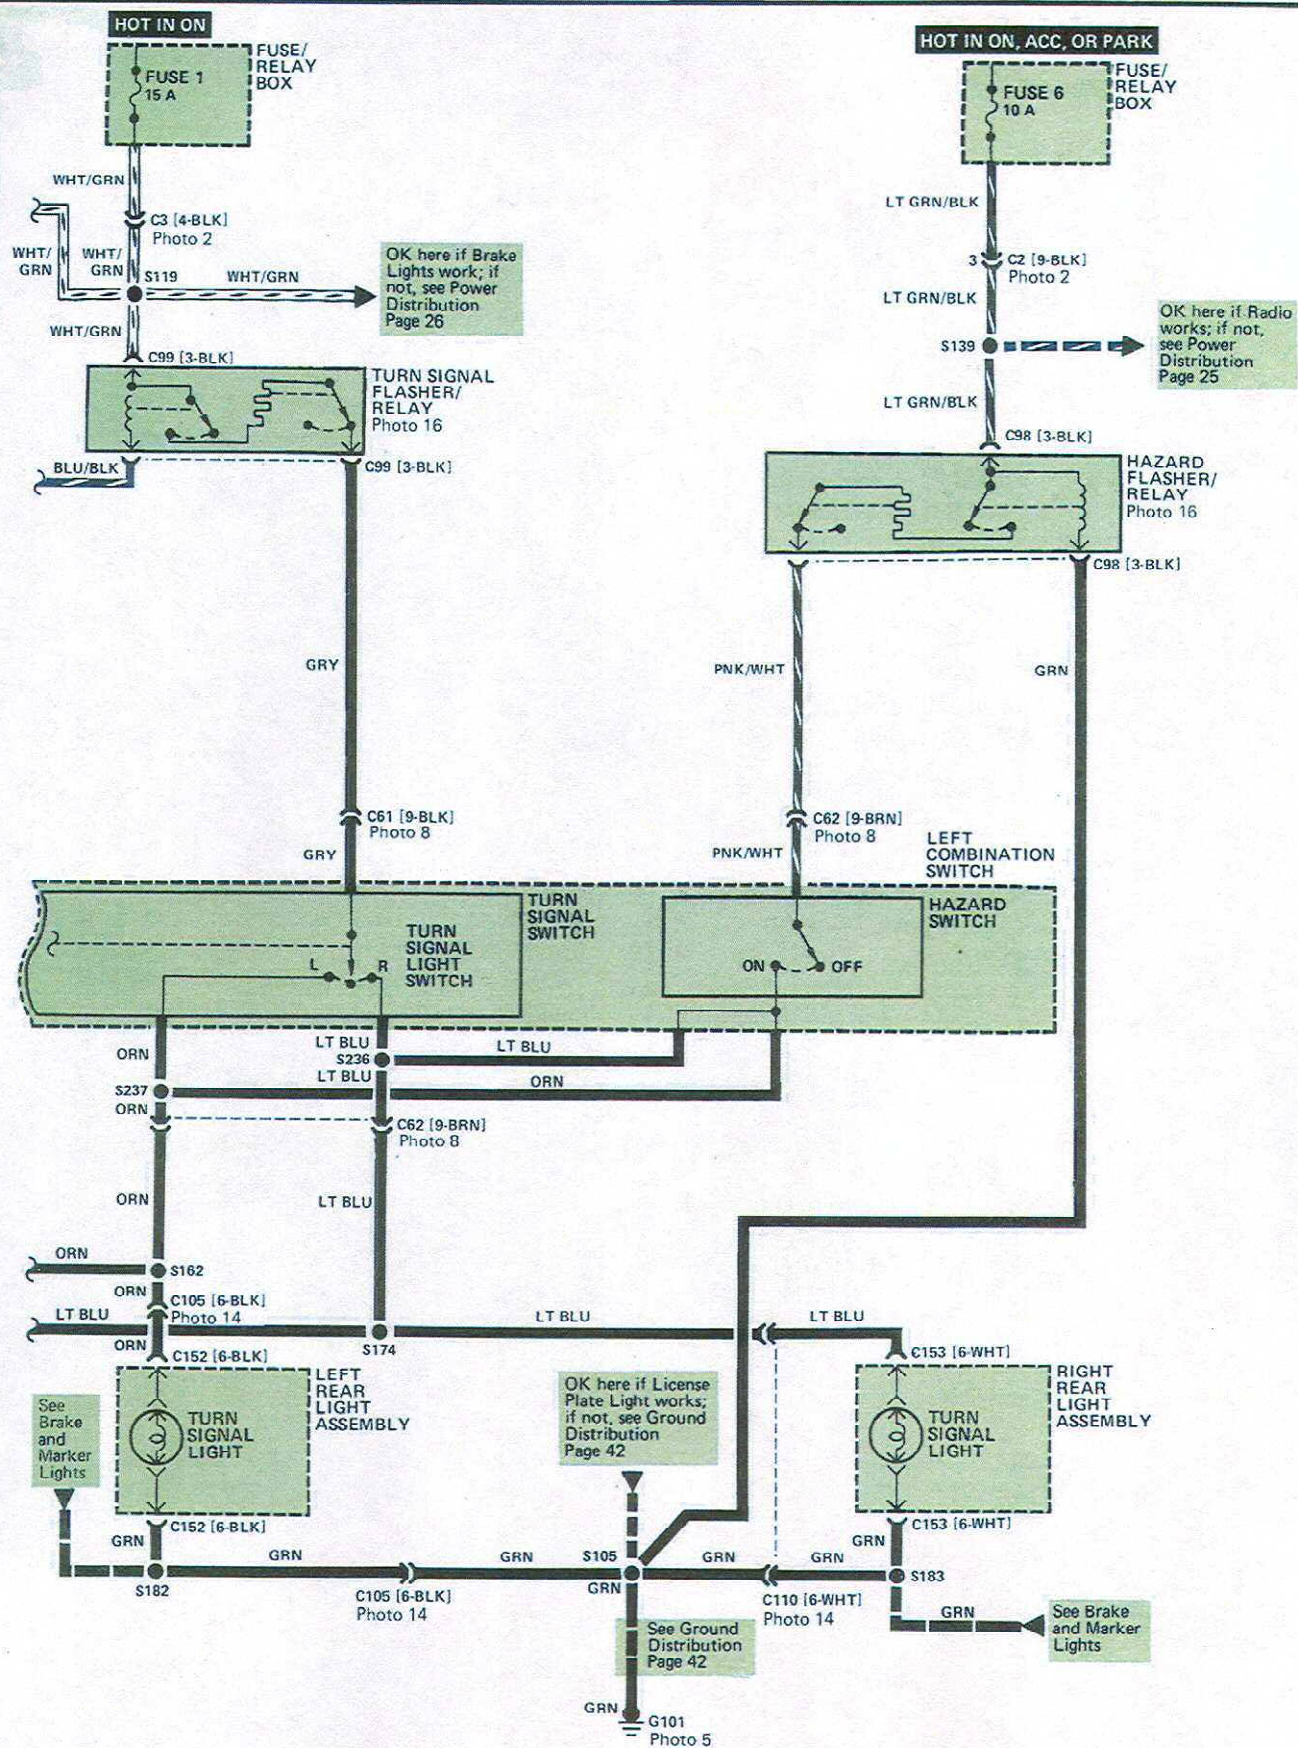 HOT IN ON
FUSE 1
15 A
FUSE/
RELAY
BOX
WHT/GRN
C3 [4-BLK]
Photo 2
WHT/
GRN
WHT/
GRN
S119
WHT/GRN
OK here if Brake
Lights work; if
not, see Power
Distribution
Page 26
WHT/GRN
C99 [3-BLK]
TURN SIGNAL
FLASHER/
RELAY
Photo 16
BLU/BLK
C99 [3-BLK]
HOT IN ON, ACC, OR PARK
FUSE 6
10 A
FUSE/
RELAY
BOX
LT GRN/BLK
3
C2 [9-BLK]
Photo 2
LT GRN/BLK
S139
OK here if Radio
works; if not,
see Power
Distribution
Page 25
LT GRN/BLK
C98 [3-BLK]
HAZARD
FLASHER/
RELAY
Photo 16
C98 [3-BLK]
GRY
PNK/WHT
GRN
C61 [9-BLK]
Photo 8
C62 [9-BRN]
Photo 8
GRY
PNK/WHT
LEFT
COMBINATION
SWITCH
TURN
SIGNAL
SWITCH
TURN
SIGNAL
LIGHT
SWITCH
L
R
HAZARD
SWITCH
ON
OFF
ORN
LT BLU
S236
LT BLU
LT BLU
S237
ORN
ORN
C62 [9-BRN]
Photo 8
ORN
LT BLU
ORN
S162
ORN
C105 [6-BLK]
Photo 14
LT BLU
ORN
S174
LT BLU
LT BLU
C152 [6-BLK]
LEFT
REAR
LIGHT
ASSEMBLY
TURN
SIGNAL
LIGHT
See
Brake
and
Marker
Lights
C152 [6-BLK]
GRN
S182
GRN
C105 [6-BLK]
Photo 14
GRN
OK here if License
Plate Light works;
if not, see Ground
Distribution
Page 42
S105
GRN
GRN
C110 [6-WHT]
Photo 14
GRN
C153 [6-WHT]
RIGHT
REAR
LIGHT
ASSEMBLY
TURN
SIGNAL
LIGHT
C153 [6-WHT]
GRN
S183
GRN
See Brake
and Marker
Lights
See Ground
Distribution
Page 42
GRN
G101
Photo 5